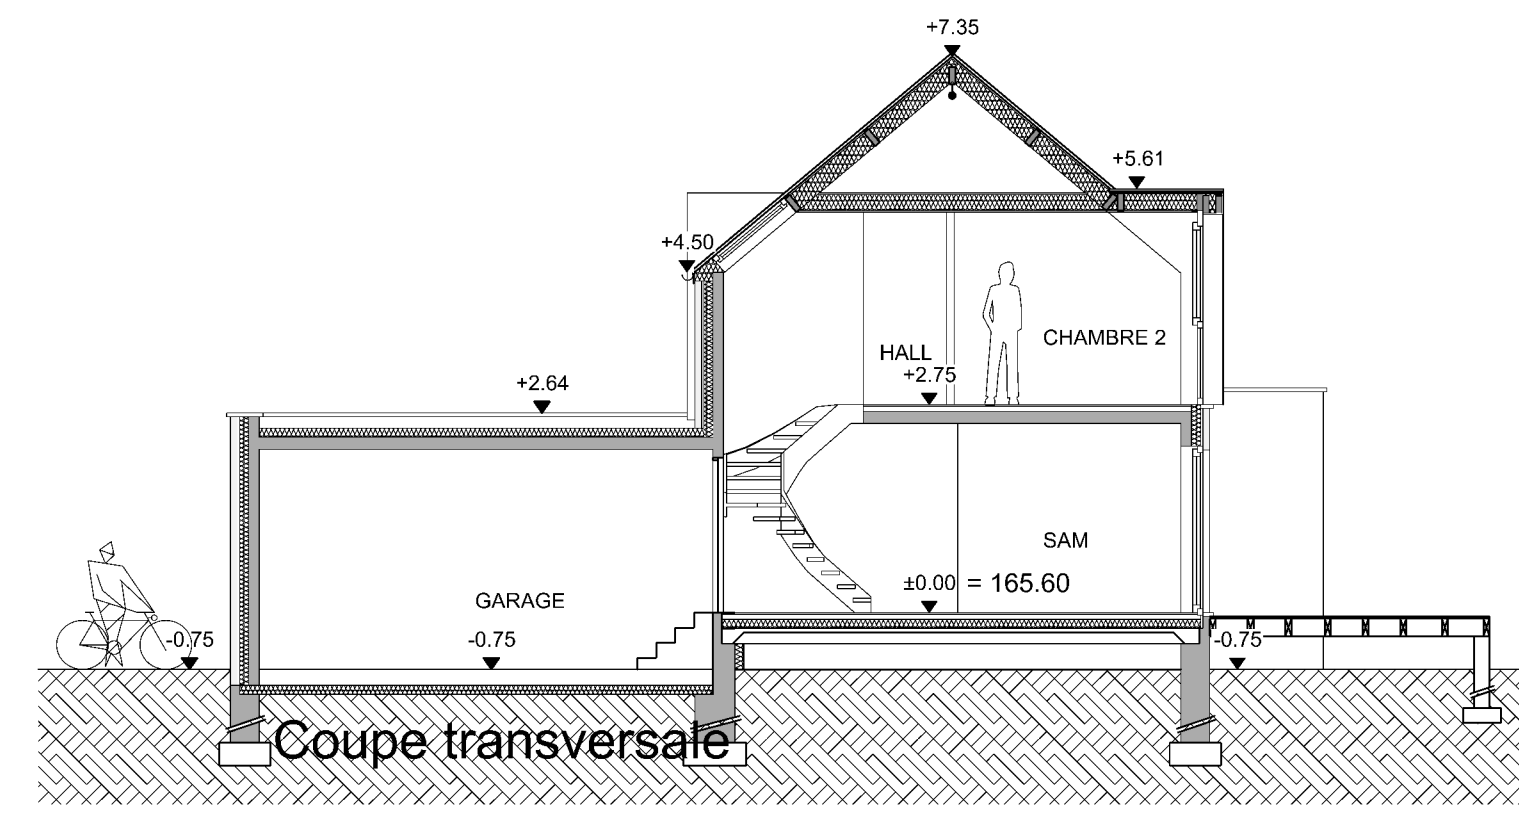 +7.35
+5.61
+4.50
CHAMBRE 2
HALL
+2.75
+2.64
SAM
±0.00 = 165.60
GARAGE
-0.75
-0.75
-0.75
Coupe transversale